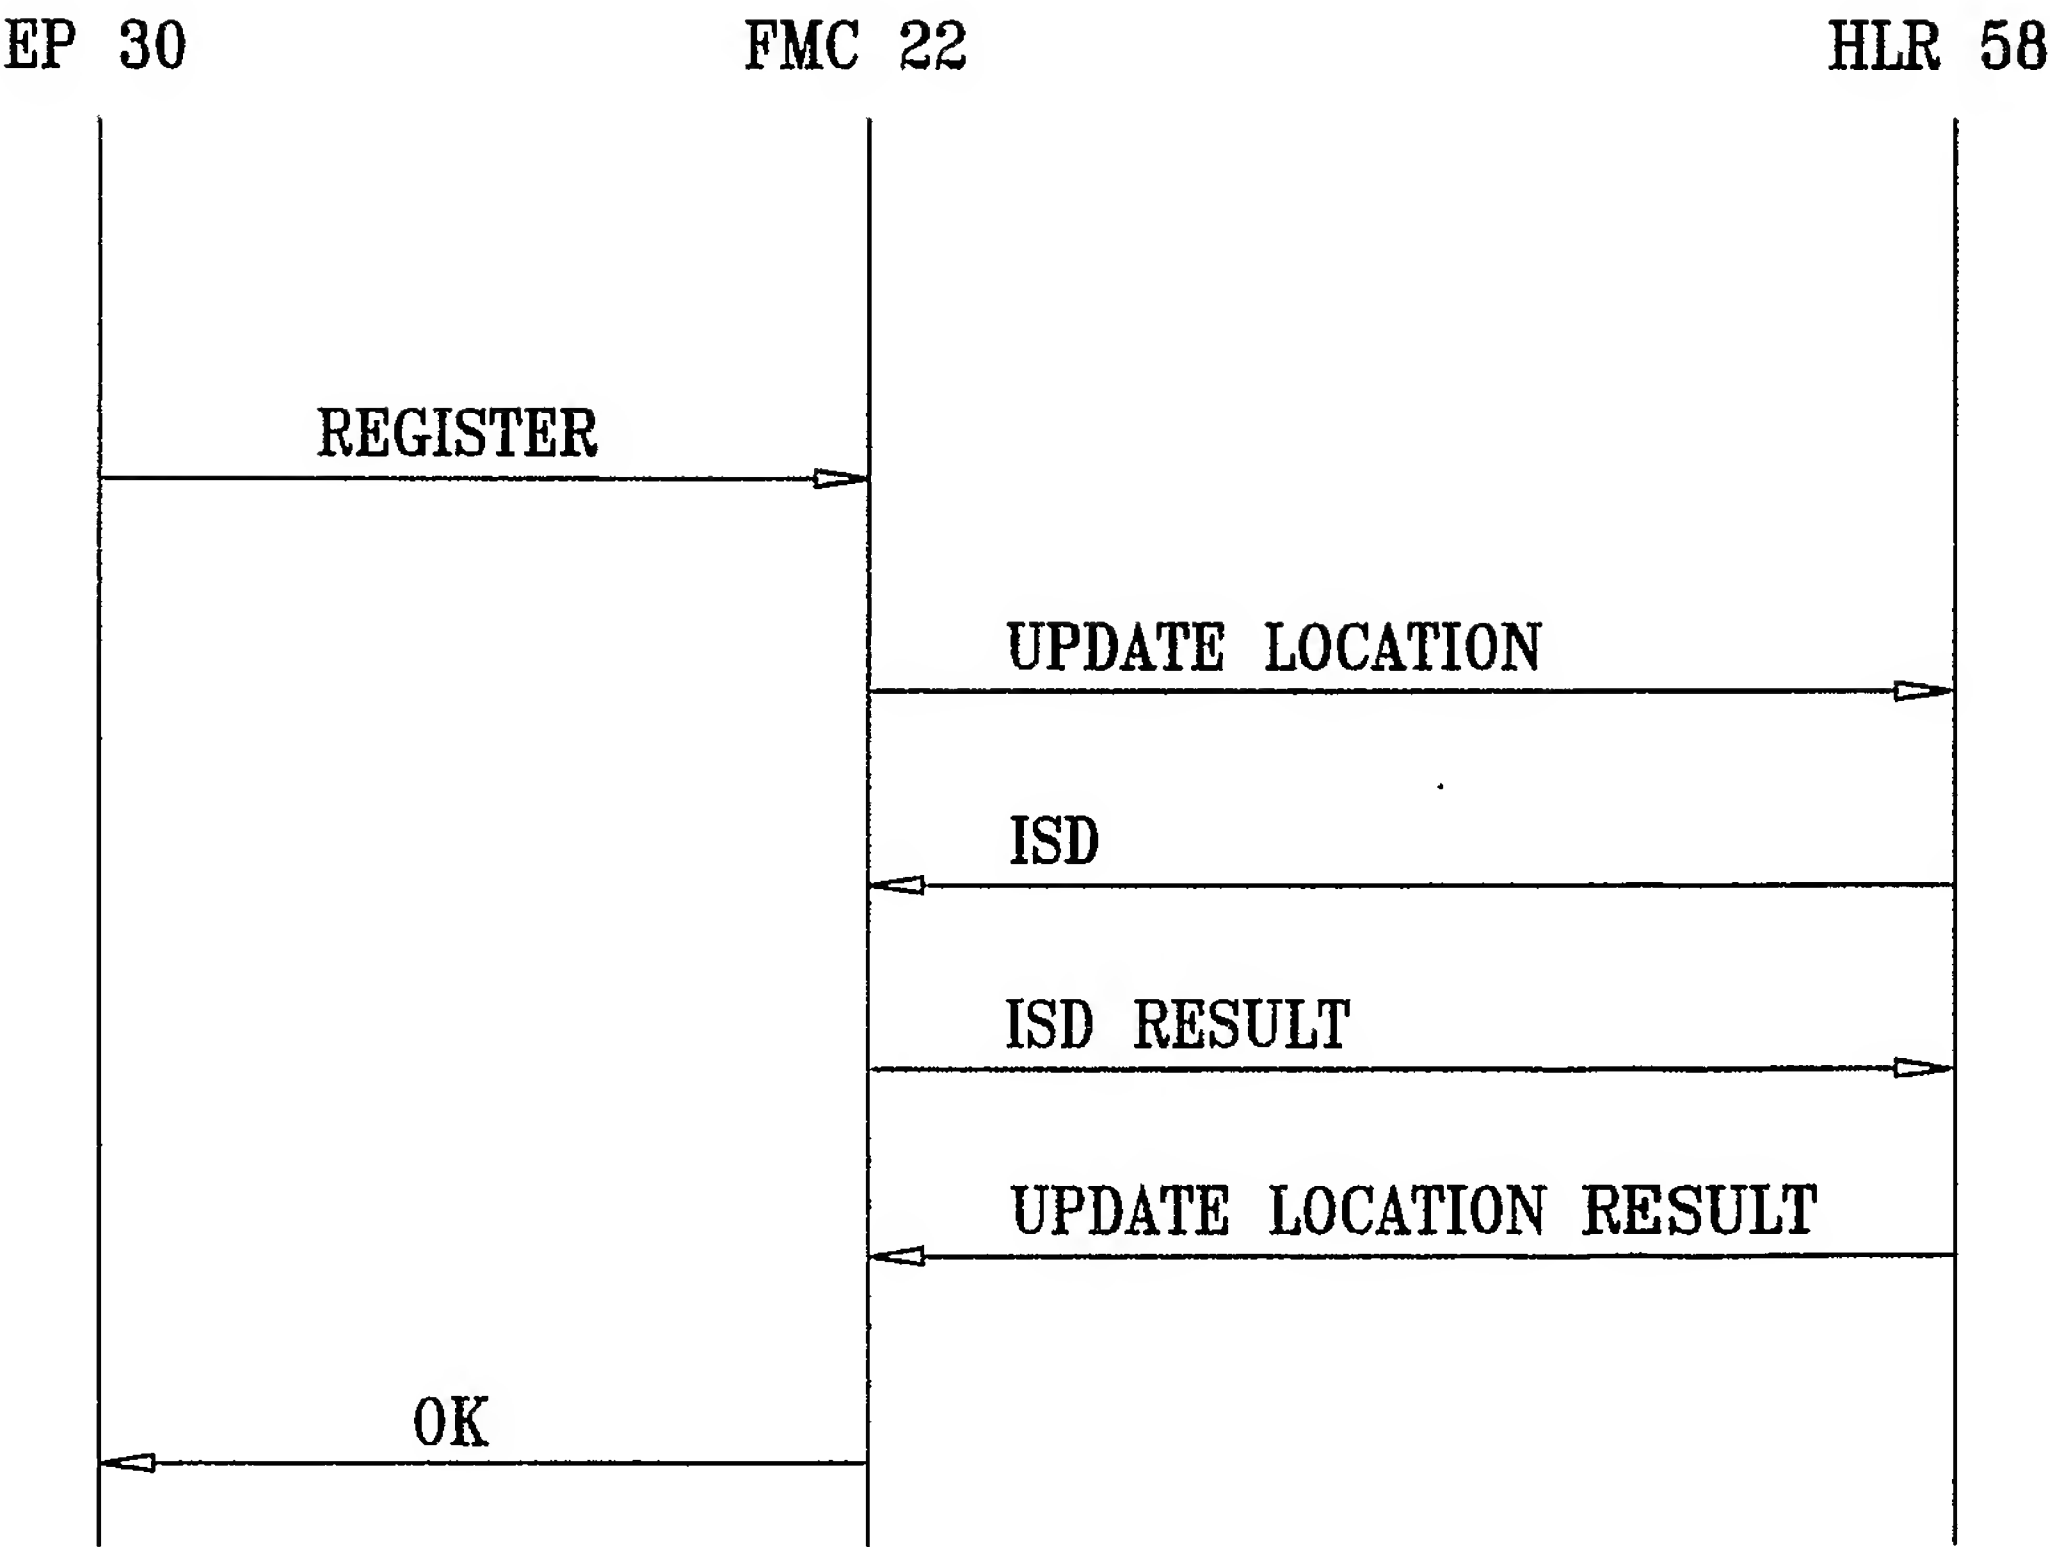 EP 30 FMC 22 HLR 58
REGISTER
UPDATE LOCATION
ISD
ISD RESULT
UPDATE LOCATION RESULT
OK